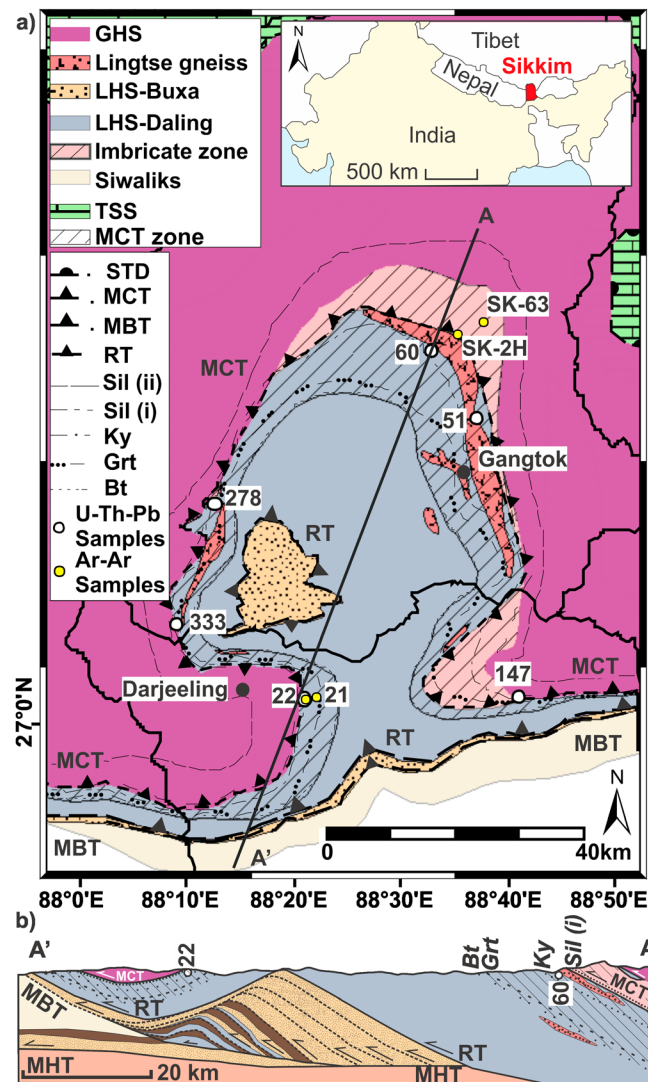 a)
GHS
Lingtse gneiss
LHS-Buxa
LHS-Daling
Imbricate zone
Siwaliks
TSS
MCT zone
STD
MCT
MBT
RT
Sil (ii)
Sil (i)
Ky
Grt
Bt
U-Th-Pb
Samples
Ar-Ar
Samples
N
Tibet
Nepal
Sikkim
India
500 km
A
SK-63
SK-2H
60
MCT
51
Gangtok
278
RT
333
147
MCT
Darjeeling
22
21
27°0'N
RT
MBT
MCT
N
MBT
A'
0
40km
88°0'E
88°10'E
88°20'E
88°30'E
88°40'E
88°50'E
b)
A'
22
Bt
Grt
Ky
Sil (i)
A
MCT
60
MCT
MBT
RT
RT
MHT
20 km
MHT